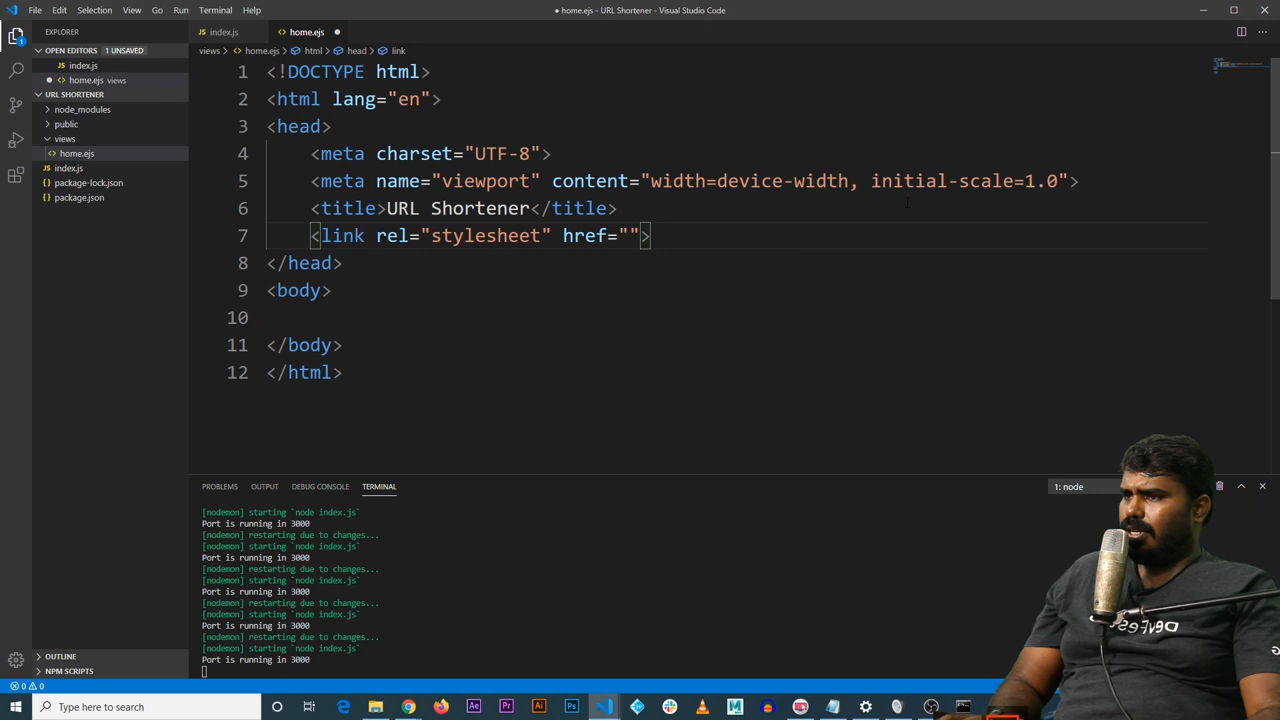 File Edit Selection View Go Run Terminal Help
● home.ejs - URL Shortener - Visual Studio Code
EXPLORER
index.js
home.ejs
OPEN EDITORS 1 UNSAVED
views > home.ejs > html > head > link
index.js
home.ejs views
URL SHORTENER
node_modules
public
views
home.ejs
index.js
package-lock.json
package.json
1 <!DOCTYPE html>
2 <html lang="en">
3 <head>
4 <meta charset="UTF-8">
5 <meta name="viewport" content="width=device-width, initial-scale=1.0">
6 <title>URL Shortener</title>
7 <link rel="stylesheet" href="">
8 </head>
9 <body>
10
11 </body>
12 </html>
PROBLEMS OUTPUT DEBUG CONSOLE TERMINAL
1: node
[nodemon] starting `node index.js`
Port is running in 3000
[nodemon] restarting due to changes...
[nodemon] starting `node index.js`
Port is running in 3000
[nodemon] restarting due to changes...
[nodemon] starting `node index.js`
Port is running in 3000
[nodemon] restarting due to changes...
[nodemon] starting `node index.js`
Port is running in 3000
[nodemon] restarting due to changes...
[nodemon] starting `node index.js`
Port is running in 3000
OUTLINE
NPM SCRIPTS
0 0
Type here to search